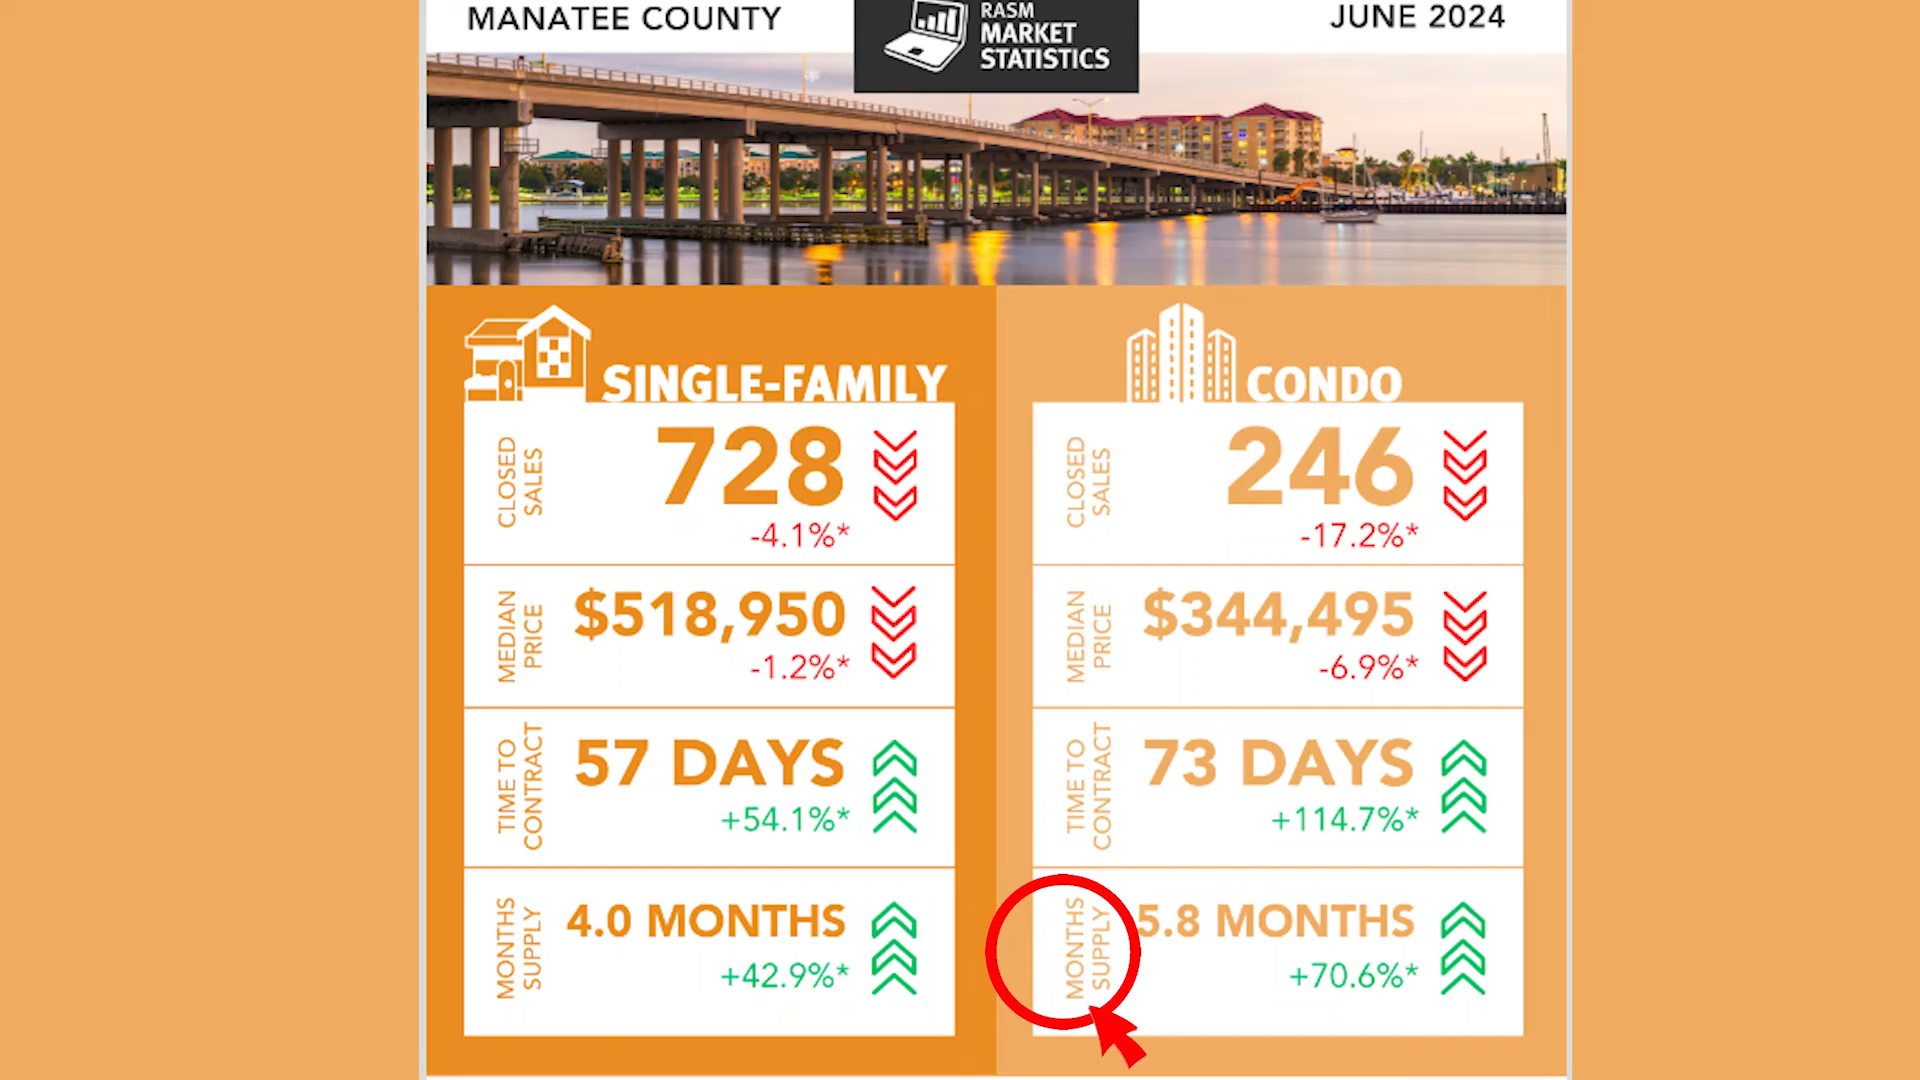 MANATEE COUNTY
RASM
MARKET
STATISTICS
JUNE 2024
SINGLE-FAMILY
CLOSED
SALES
728
-4.1%*
MEDIAN
PRICE
$518,950
-1.2%*
TIME TO
CONTRACT
57 DAYS
+54.1%*
MONTHS
SUPPLY
4.0 MONTHS
+42.9%*
CONDO
CLOSED
SALES
246
-17.2%*
MEDIAN
PRICE
$344,495
-6.9%*
TIME TO
CONTRACT
73 DAYS
+114.7%*
MONTHS
SUPPLY
5.8 MONTHS
+70.6%*